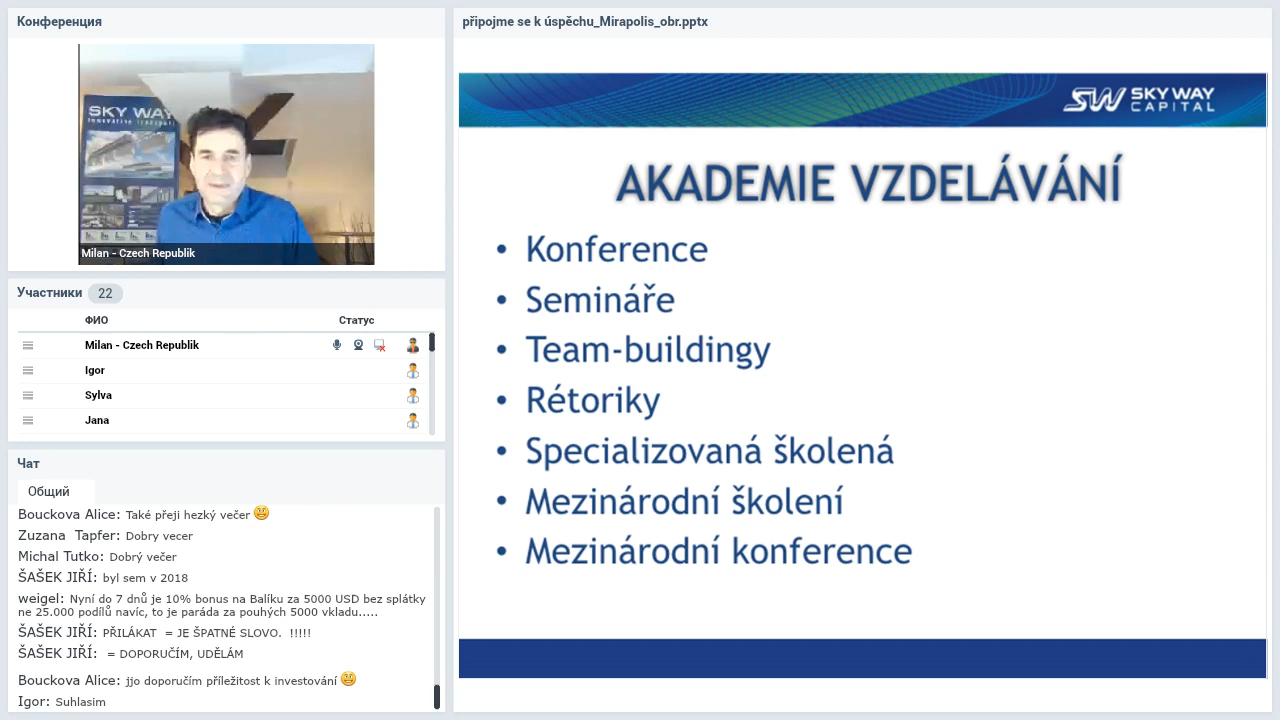 Конференция
SKY WAY
Innovative transport
Milan - Czech Republik
Участники 22
ФИО Статус
Milan - Czech Republik
Igor
Sylva
Jana
Чат
Общий
Bouckova Alice: Také přeji hezký večer
Zuzana Tapfer: Dobry vecer
Michal Tutko: Dobrý večer
ŠAŠEK JIŘÍ: byl sem v 2018
weigel: Nyní do 7 dnů je 10% bonus na Balíku za 5000 USD bez splátky
ne 25.000 podílů navíc, to je paráda za pouhých 5000 vkladu.....
ŠAŠEK JIŘÍ: PŘILÁKAT = JE ŠPATNÉ SLOVO. !!!!!
ŠAŠEK JIŘÍ: = DOPORUČÍM, UDĚLÁM
Bouckova Alice: jjo doporučím příležitost k investování
Igor: Suhlasim
připojme se k úspěchu_Mirapolis_obr.pptx
SW SKY WAY
CAPITAL
AKADEMIE VZDELÁVÁNÍ
• Konference
• Semináře
• Team-buildingy
• Rétoriky
• Specializovaná školená
• Mezinárodní školení
• Mezinárodní konference